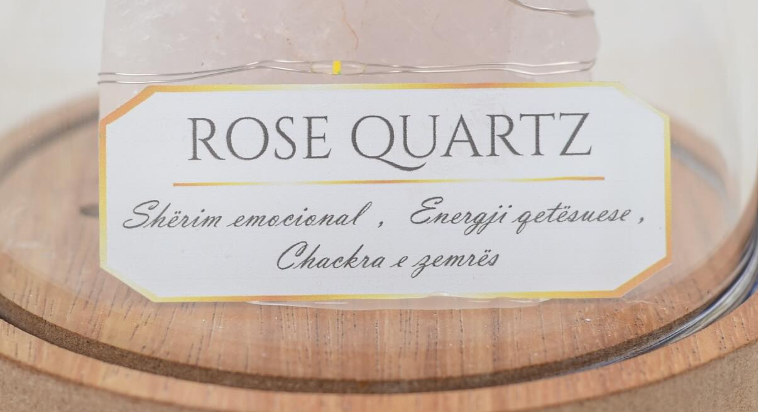 ROSE QUARTZ
Shërim emocional , Energji qetësuese ,
Chackra e zemrës